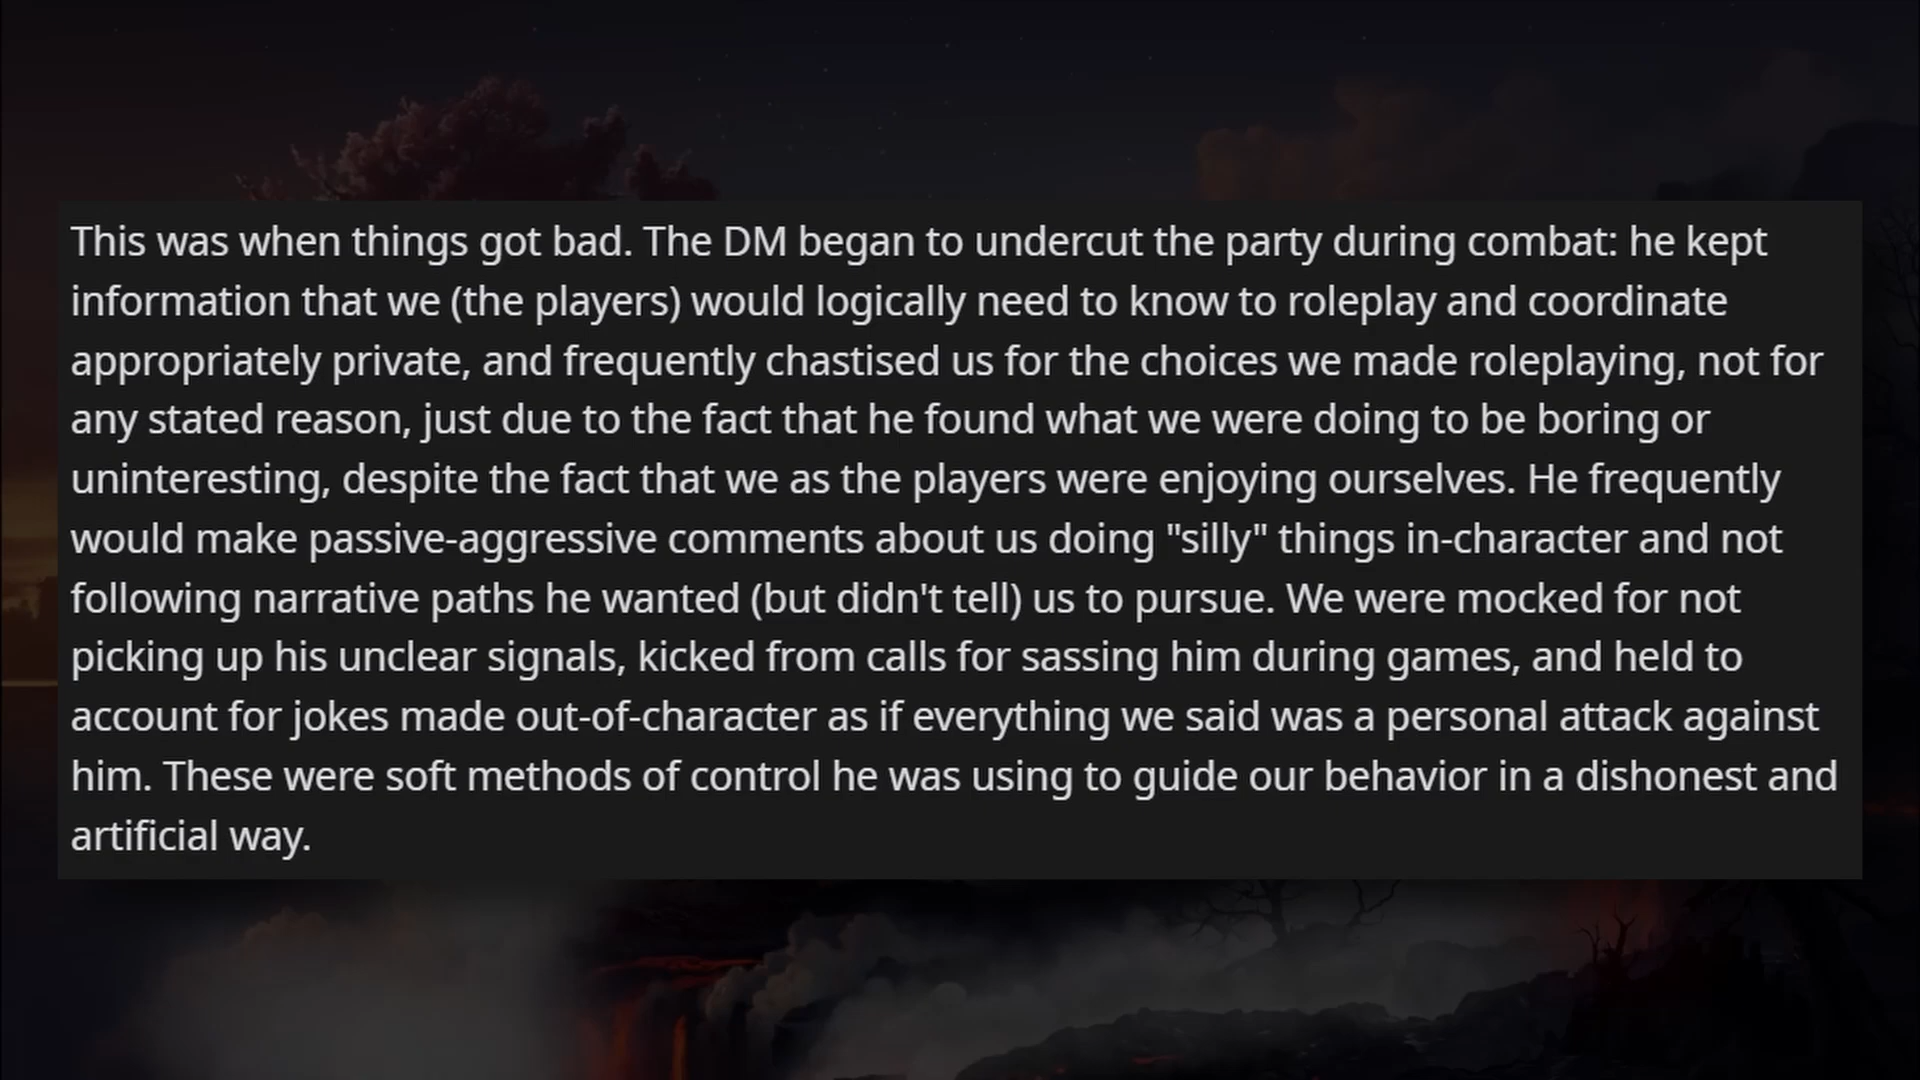 This was when things got bad. The DM began to undercut the party during combat: he kept
information that we (the players) would logically need to know to roleplay and coordinate
appropriately private, and frequently chastised us for the choices we made roleplaying, not for
any stated reason, just due to the fact that he found what we were doing to be boring or
uninteresting, despite the fact that we as the players were enjoying ourselves. He frequently
would make passive-aggressive comments about us doing "silly" things in-character and not
following narrative paths he wanted (but didn't tell) us to pursue. We were mocked for not
picking up his unclear signals, kicked from calls for sassing him during games, and held to
account for jokes made out-of-character as if everything we said was a personal attack against
him. These were soft methods of control he was using to guide our behavior in a dishonest and
artificial way.